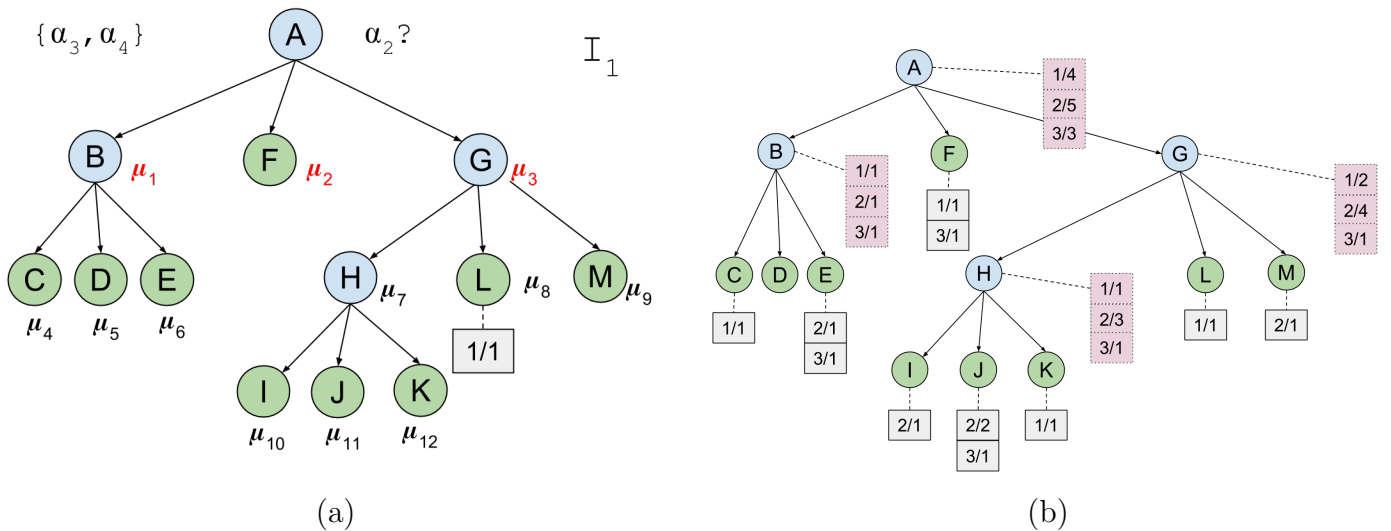 {α₃, α₄}
A
α₂?
I₁
B
μ₁
F
μ₂
G
μ₃
C
D
E
μ₄
μ₅
μ₆
H
μ₇
L
μ₈
M
μ₉
1/1
I
J
K
μ₁₀
μ₁₁
μ₁₂
(a)
A
1/4
2/5
3/3
B
1/1
2/1
3/1
F
1/1
3/1
G
1/2
2/4
3/1
C
D
E
1/1
2/1
3/1
H
1/1
2/3
3/1
L
M
1/1
2/1
I
J
K
2/1
2/2
3/1
1/1
(b)